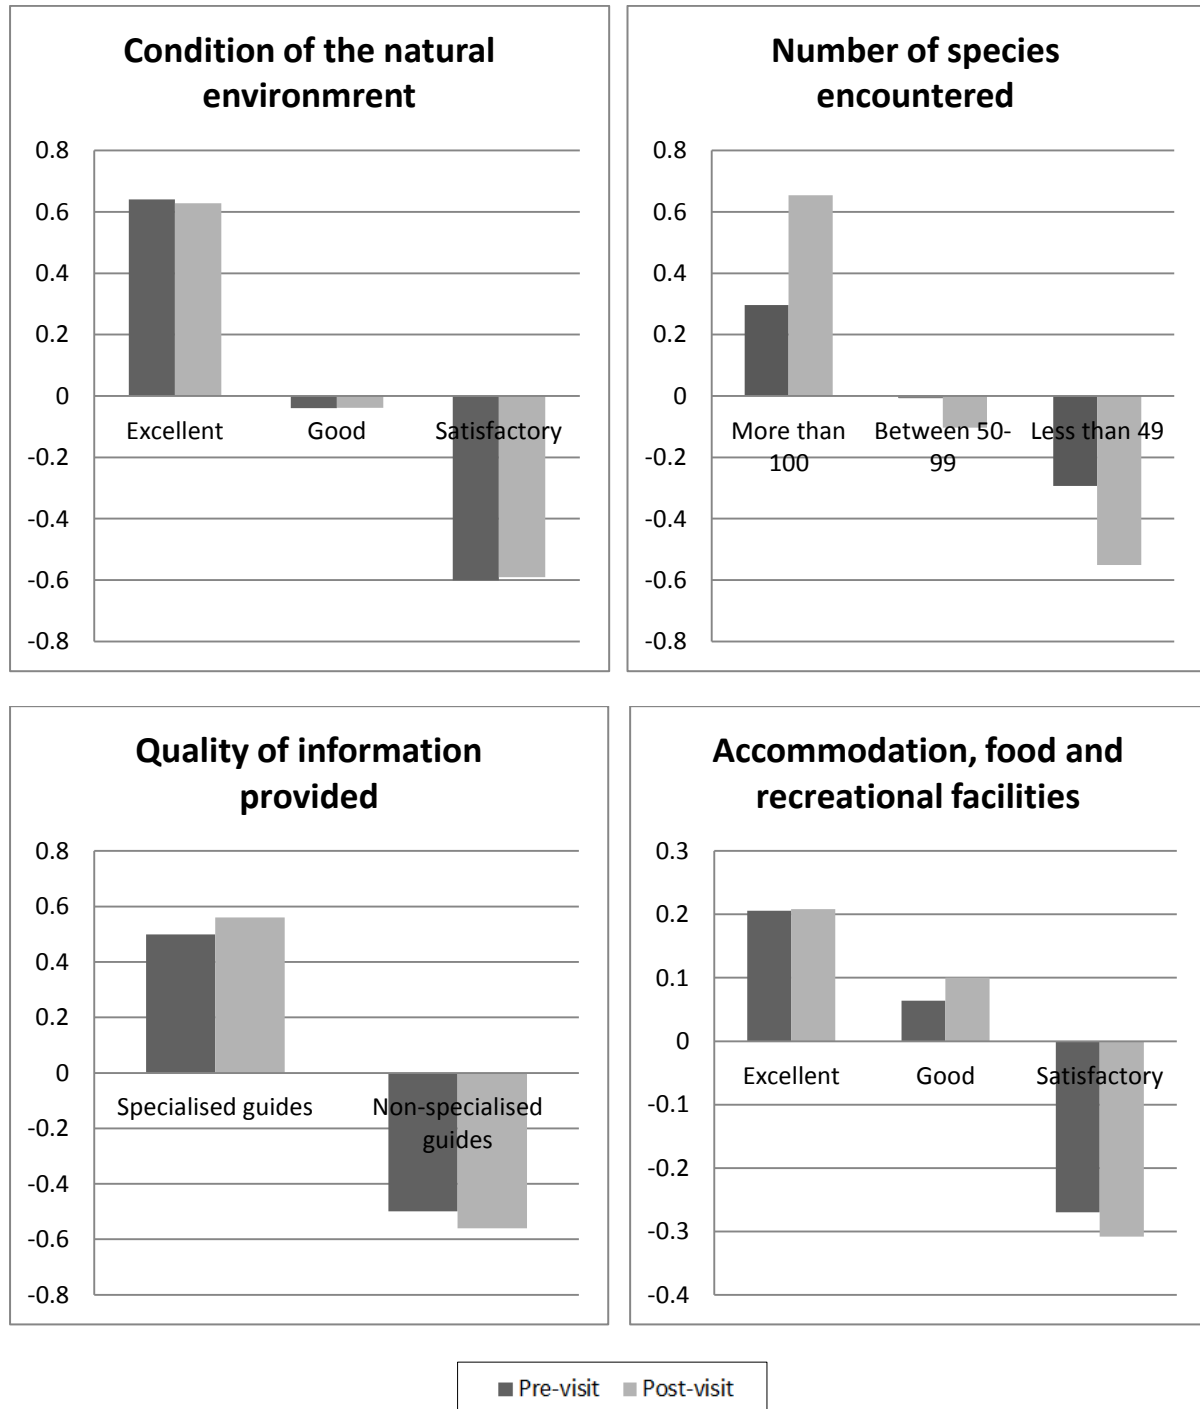 Condition of the natural
environmrent
0.8
0.6
0.4
0.2
0
-0.2
-0.4
-0.6
-0.8
Excellent Good Satisfactory
Number of species
encountered
0.8
0.6
0.4
0.2
0
-0.2
-0.4
-0.6
-0.8
More than Between 50- Less than 49
100 99
Quality of information
provided
0.8
0.6
0.4
0.2
0
-0.2
-0.4
-0.6
-0.8
Specialised guides Non-specialised
guides
Accommodation, food and
recreational facilities
0.3
0.2
0.1
0
-0.1
-0.2
-0.3
-0.4
Excellent Good Satisfactory
Pre-visit Post-visit